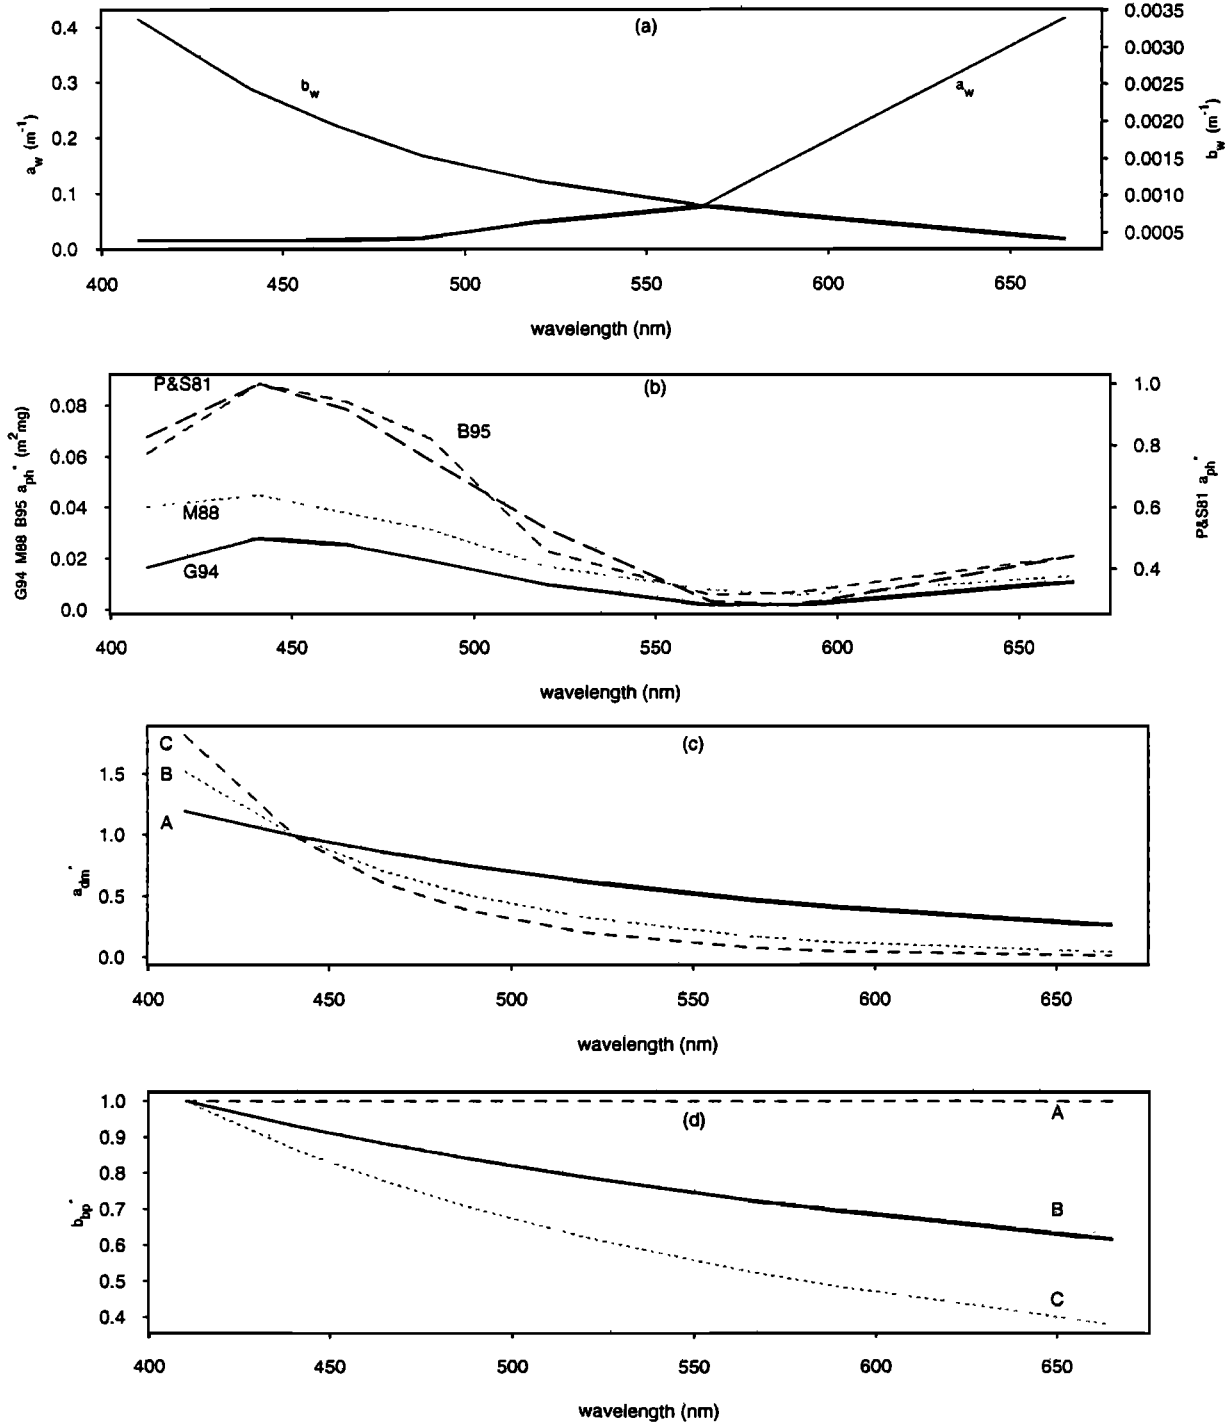 (a)
0.4
0.3
0.2
0.1
0.0
a_w (m^-1)
b_w
a_w
0.0035
0.0030
0.0025
0.0020
0.0015
0.0010
0.0005
b_w (m^-1)
400 450 500 550 600 650
wavelength (nm)
(b)
0.08
0.06
0.04
0.02
0.0
G94 M88 B95 a_ph^* (m^2mg)
P&S81
B95
M88
G94
1.0
0.8
0.6
0.4
P&S81 a_ph^*
400 450 500 550 600 650
wavelength (nm)
(c)
1.5
1.0
0.5
0.0
a_dm^*
C
B
A
400 450 500 550 600 650
wavelength (nm)
(d)
1.0
0.9
0.8
0.7
0.6
0.5
0.4
b_bp^*
A
B
C
400 450 500 550 600 650
wavelength (nm)